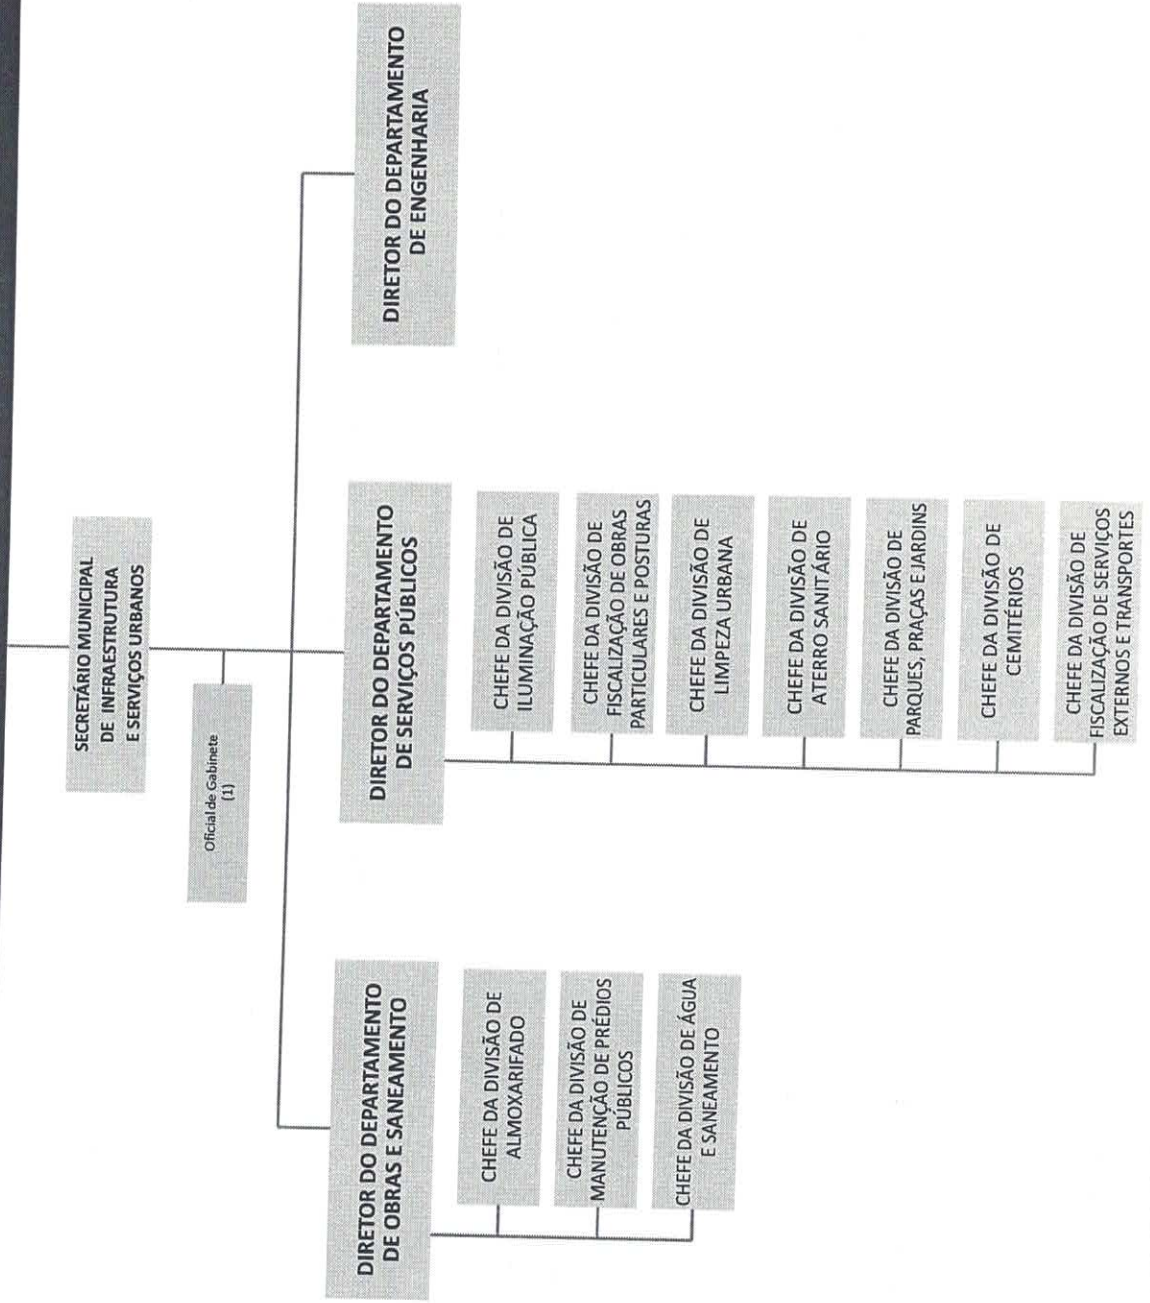 SECRETÁRIO MUNICIPAL
DE INFRAESTRUTURA
E SERVIÇOS URBANOS
Oficial de Gabinete
(1)
DIRETOR DO DEPARTAMENTO
DE OBRAS E SANEAMENTO
CHEFE DA DIVISÃO DE
ALMOXARIFADO
CHEFE DA DIVISÃO DE
MANUTENÇÃO DE PRÉDIOS
PÚBLICOS
CHEFE DA DIVISÃO DE ÁGUA
E SANEAMENTO
DIRETOR DO DEPARTAMENTO
DE SERVIÇOS PÚBLICOS
CHEFE DA DIVISÃO DE
ILUMINAÇÃO PÚBLICA
CHEFE DA DIVISÃO DE
FISCALIZAÇÃO DE OBRAS
PARTICULARES E POSTURAS
CHEFE DA DIVISÃO DE
LIMPEZA URBANA
CHEFE DA DIVISÃO DE
ATERRO SANITÁRIO
CHEFE DA DIVISÃO DE
PARQUES, PRAÇAS E JARDINS
CHEFE DA DIVISÃO DE
CEMITÉRIOS
CHEFE DA DIVISÃO DE
FISCALIZAÇÃO DE SERVIÇOS
EXTERNOS E TRANSPORTES
DIRETOR DO DEPARTAMENTO
DE ENGENHARIA